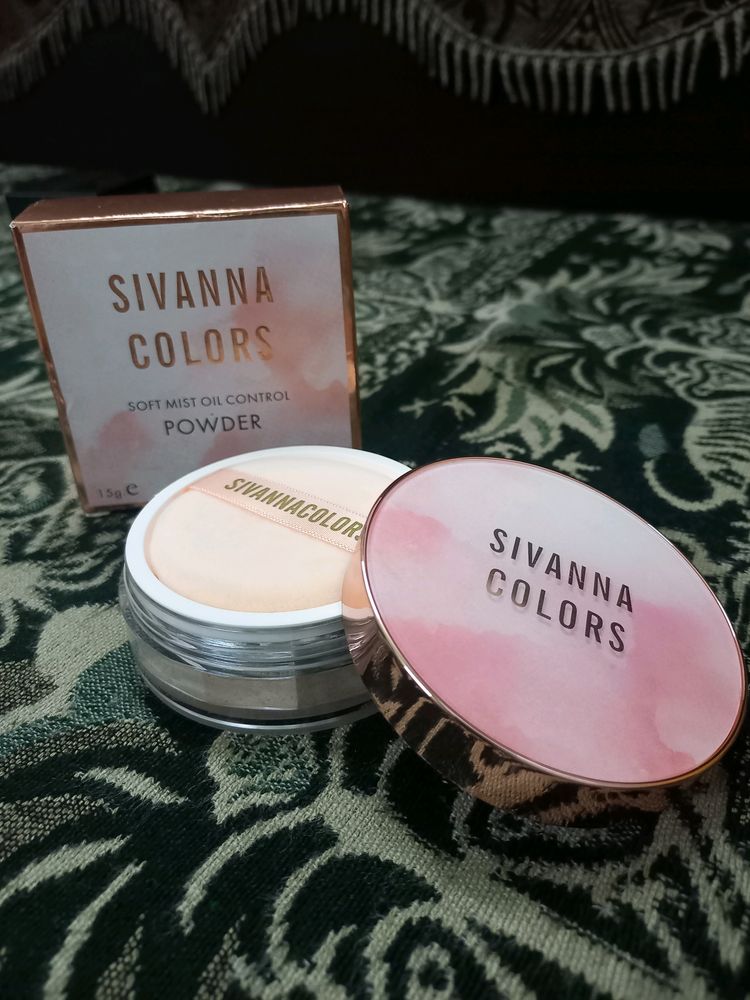 SIVANNA
COLORS
SOFT MIST OIL CONTROL
POWDER
15g e
SIVANNACOLORS
SIVANNA
COLORS